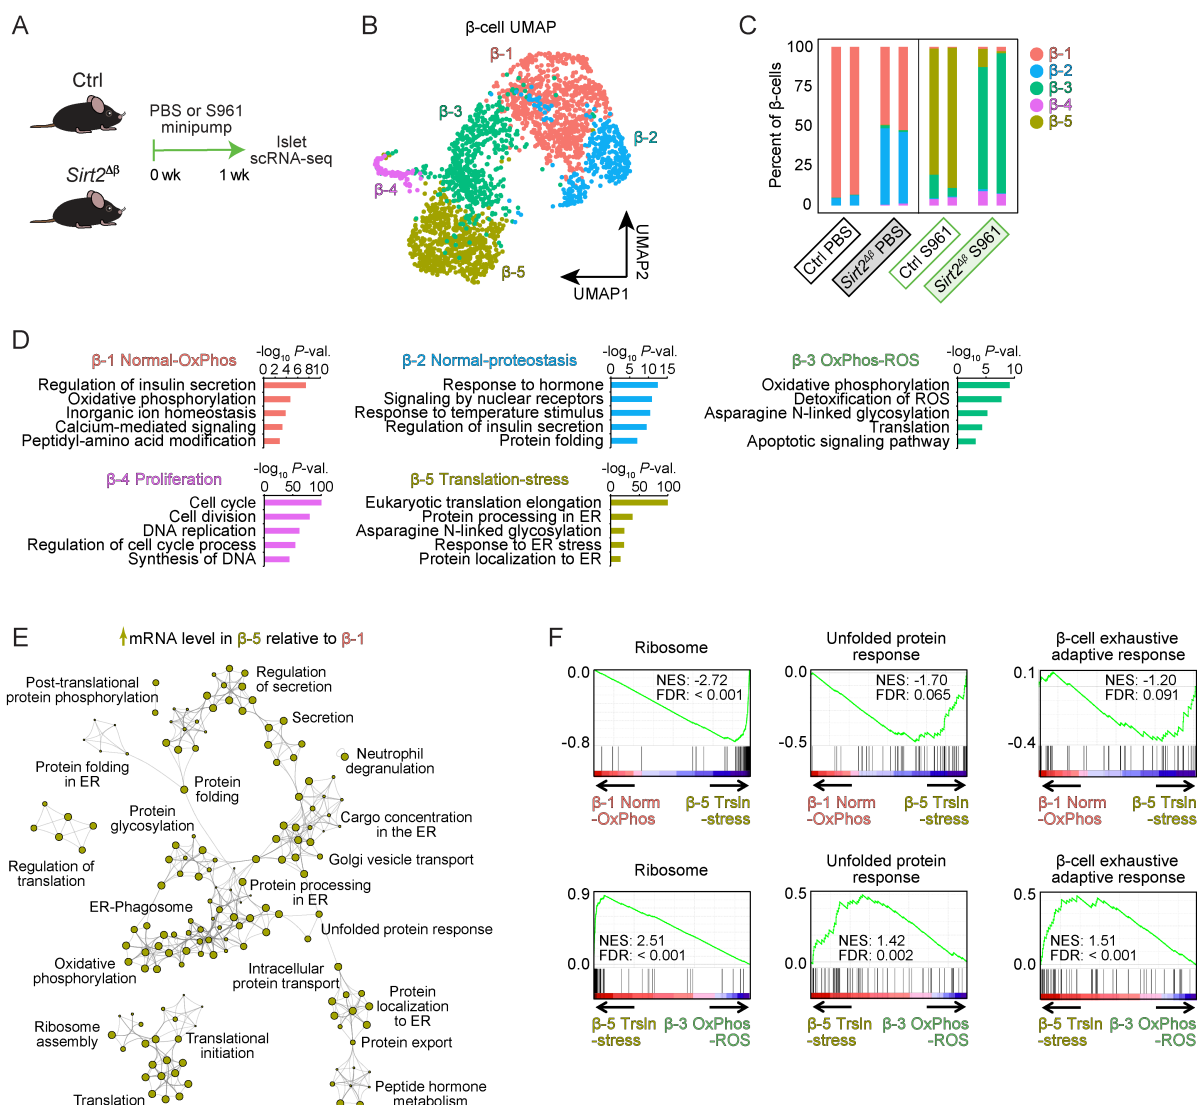 A
Ctrl
Sirt2Δβ
PBS or S961
minipump
0 wk
1 wk
Islet
scRNA-seq
B
β-cell UMAP
β-1
β-3
β-2
β-4
β-5
UMAP1
UMAP2
C
Percent of β-cells
100
75
50
25
0
β-1
β-2
β-3
β-4
β-5
Ctrl PBS
Sirt2Δβ PBS
Ctrl S961
Sirt2Δβ S961
D
β-1 Normal-OxPhos
-log10 P-val.
0 2 4 6 8 10
Regulation of insulin secretion
Oxidative phosphorylation
Inorganic ion homeostasis
Calcium-mediated signaling
Peptidyl-amino acid modification
β-2 Normal-proteostasis
-log10 P-val.
0 5 10 15
Response to hormone
Signaling by nuclear receptors
Response to temperature stimulus
Regulation of insulin secretion
Protein folding
β-3 OxPhos-ROS
-log10 P-val.
0 5 10
Oxidative phosphorylation
Detoxification of ROS
Asparagine N-linked glycosylation
Translation
Apoptotic signaling pathway
β-4 Proliferation
-log10 P-val.
0 50 100
Cell cycle
Cell division
DNA replication
Regulation of cell cycle process
Synthesis of DNA
β-5 Translation-stress
-log10 P-val.
0 50 100
Eukaryotic translation elongation
Protein processing in ER
Asparagine N-linked glycosylation
Response to ER stress
Protein localization to ER
E
mRNA level in β-5 relative to β-1
Post-translational
protein phosphorylation
Regulation
of secretion
Secretion
Neutrophil
degranulation
Protein folding
in ER
Protein
folding
Protein
glycosylation
Cargo concentration
in the ER
Regulation of
translation
Golgi vesicle transport
Protein processing
in ER
ER-Phagosome
Unfolded protein response
Oxidative
phosphorylation
Intracellular
protein transport
Protein
localization
to ER
Ribosome
assembly
Translational
initiation
Protein export
Translation
Peptide hormone
metabolism
F
Ribosome
0.0
-0.8
NES: -2.72
FDR: < 0.001
β-1 Norm
-OxPhos
β-5 Trsln
-stress
Unfolded protein
response
0.0
-0.5
NES: -1.70
FDR: 0.065
β-1 Norm
-OxPhos
β-5 Trsln
-stress
β-cell exhaustive
adaptive response
0.1
-0.4
NES: -1.20
FDR: 0.091
β-1 Norm
-OxPhos
β-5 Trsln
-stress
Ribosome
0.9
0.0
NES: 2.51
FDR: < 0.001
β-5 Trsln
-stress
β-3 OxPhos
-ROS
Unfolded protein
response
0.5
0.0
NES: 1.42
FDR: 0.002
β-5 Trsln
-stress
β-3 OxPhos
-ROS
β-cell exhaustive
adaptive response
0.5
0.0
NES: 1.51
FDR: < 0.001
β-5 Trsln
-stress
β-3 OxPhos
-ROS